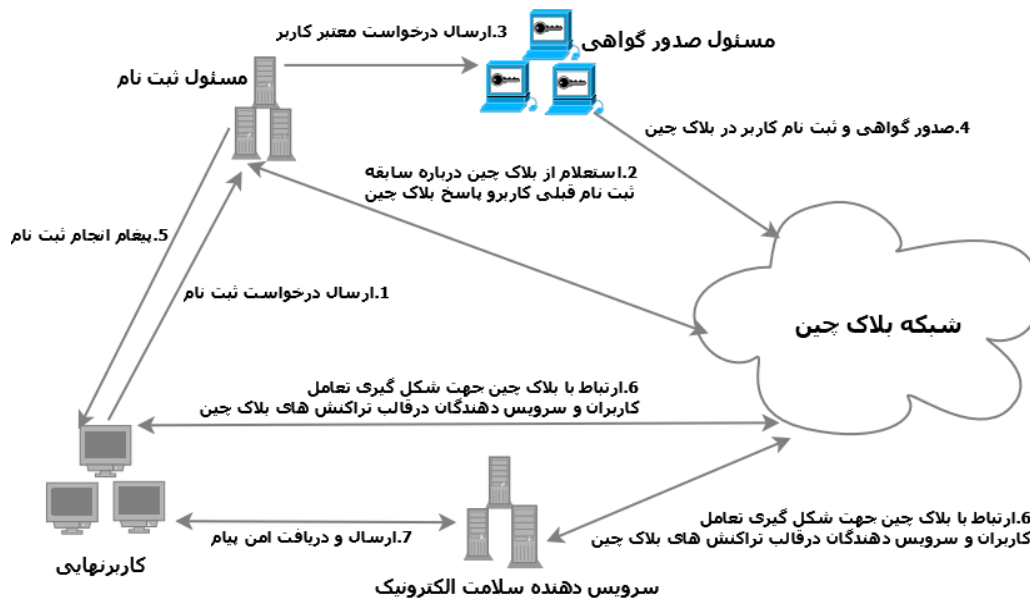 3.ارسال درخواست معتبر کاربر
مسئول صدور گواهی
مسئول ثبت نام
4.صدور گواهی و ثبت نام کاربر در بلاک چین
2.استعلام از بلاک چین درباره سابقه
ثبت نام قبلی کاربرو پاسخ بلاک چین
5.پیغام انجام ثبت نام
1.ارسال درخواست ثبت نام
شبکه بلاک چین
6.ارتباط با بلاک چین جهت شکل گیری تعامل
کاربران و سرویس دهندگان درقالب تراکنش های بلاک چین
6.ارتباط با بلاک چین جهت شکل گیری تعامل
کاربران و سرویس دهندگان درقالب تراکنش های بلاک چین
7.ارسال و دریافت امن پیام
کاربرنهایی
سرویس دهنده سلامت الکترونیک